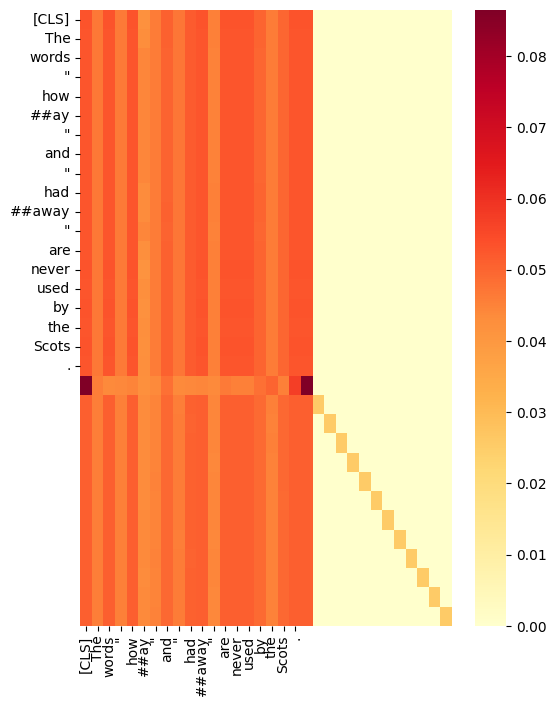 [CLS]
The
words
"
how
##ay
"
and
"
had
##away
"
are
never
used
by
the
Scots
.
0.08
0.07
0.06
0.05
0.04
0.03
0.02
0.01
0.00
[CLS]
The
words
"
how
##ay
"
and
"
had
##away
"
are
never
used
by
the
Scots
.